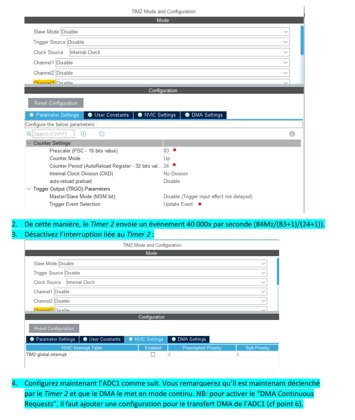 TIM2 Mode and Configuration
Mode
Slave Mode Disable
Trigger Source Disable
Clock Source Internal Clock
Channel1 Disable
Channel2 Disable
Channel3 Disable
Configuration
Reset Configuration
Parameter Settings User Constants NVIC Settings DMA Settings
Configure the below parameters
Search (Ctrl+F)
Counter Settings
Prescaler (PSC - 16 bits value) 83
Counter Mode Up
Counter Period (AutoReload Register - 32 bits val... 24
Internal Clock Division (CKD) No Division
auto-reload preload Disable
Trigger Output (TRGO) Parameters
Master/Slave Mode (MSM bit) Disable (Trigger input effect not delayed)
Trigger Event Selection Update Event
2. De cette manière, le Timer 2 envoie un événement 40 000x par seconde (84Mz/(83+1)/(24+1)).
3. Désactivez l'interruption liée au Timer 2 :
TIM2 Mode and Configuration
Mode
Slave Mode Disable
Trigger Source Disable
Clock Source Internal Clock
Channel1 Disable
Channel2 Disable
Channel3 Disable
Configuration
Reset Configuration
Parameter Settings User Constants NVIC Settings DMA Settings
NVIC Interrupt Table Enabled Preemption Priority Sub Priority
TIM2 global interrupt 0 0
4. Configurez maintenant l'ADC1 comme suit. Vous remarquerez qu'il est maintenant déclenché
par le Timer 2 et que le DMA le met en mode continu. NB: pour activer le "DMA Continuous
Requests", il faut ajouter une configuration pour le transfert DMA de l'ADC1 (cf point 6).